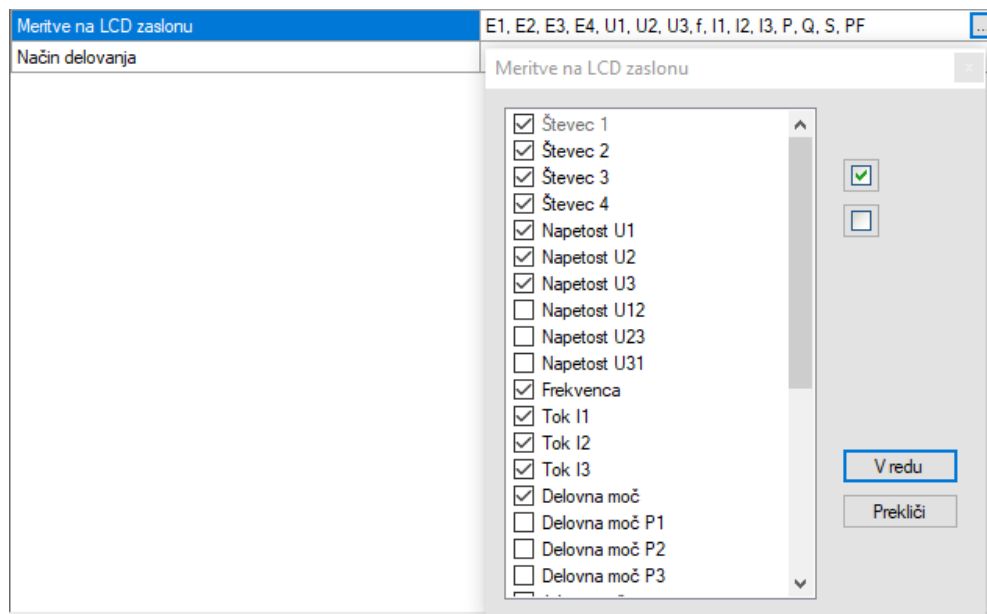 Meritve na LCD zaslonu E1, E2, E3, E4, U1, U2, U3, f, I1, I2, I3, P, Q, S, PF ...
Način delovanja
Meritve na LCD zaslonu
Števec 1
Števec 2
Števec 3
Števec 4
Napetost U1
Napetost U2
Napetost U3
Napetost U12
Napetost U23
Napetost U31
Frekvenca
Tok I1
Tok I2
Tok I3
Delovna moč
Delovna moč P1
Delovna moč P2
Delovna moč P3
V redu
Prekliči